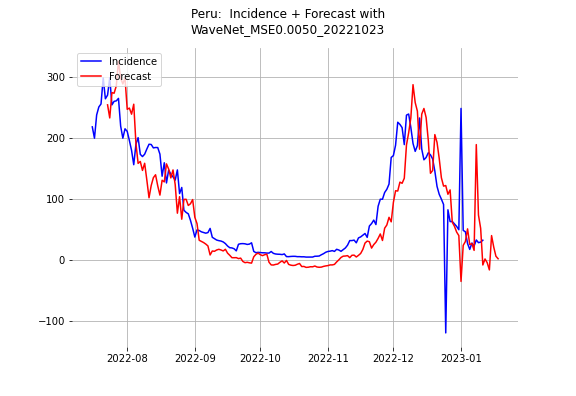 Peru:  Incidence + Forecast with
WaveNet_MSE0.0050_20221023
Incidence
Forecast
300
200
100
0
−100
2022-08
2022-09
2022-10
2022-11
2022-12
2023-01